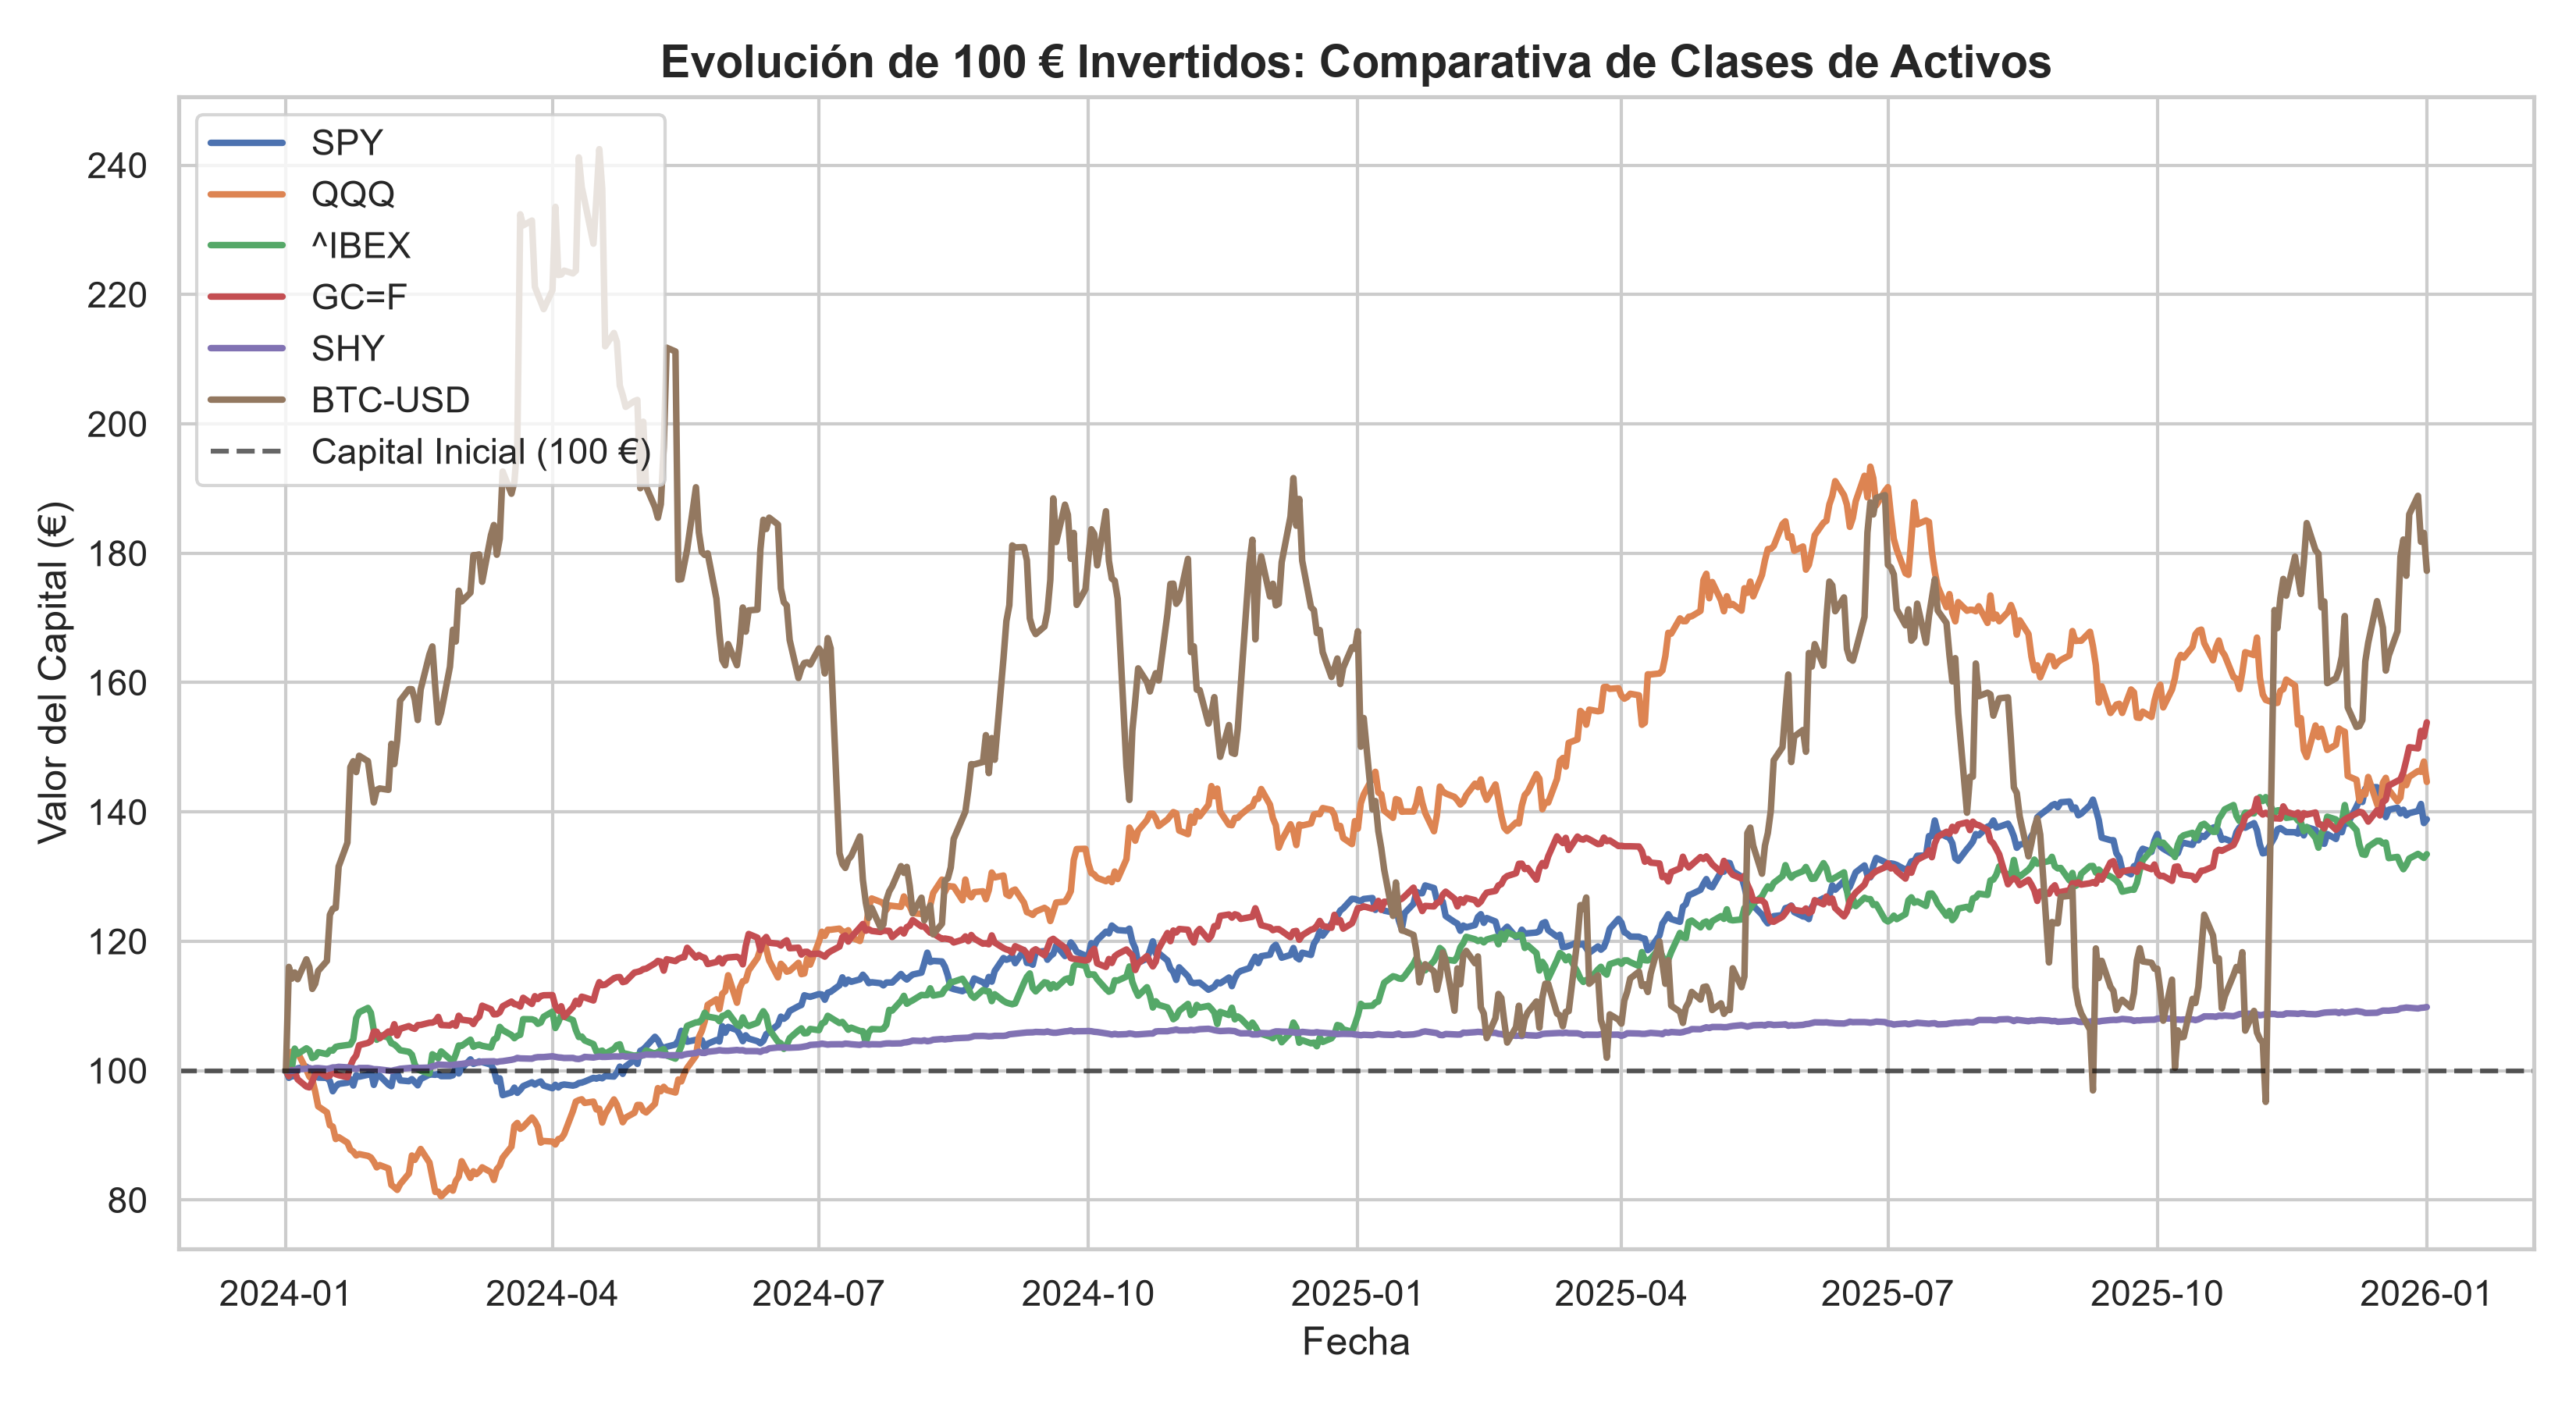 Evolución de 100 € Invertidos: Comparativa de Clases de Activos
SPY
QQQ
^IBEX
GC=F
SHY
BTC-USD
Capital Inicial (100 €)
Valor del Capital (€)
240
220
200
180
160
140
120
100
80
2024-01
2024-04
2024-07
2024-10
2025-01
2025-04
2025-07
2025-10
2026-01
Fecha